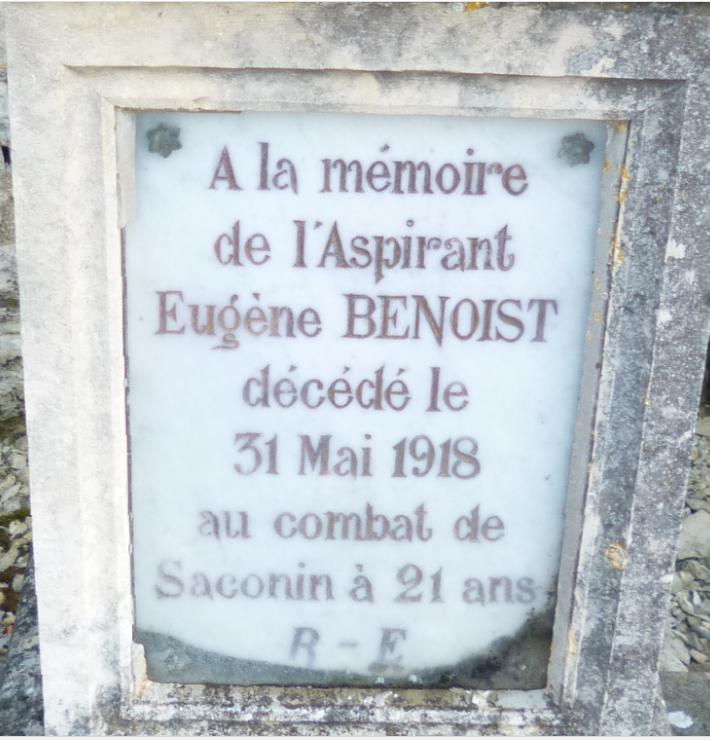 A la mémoire
de l'Aspirant
Eugène BENOIST
décédé le
31 Mai 1918
au combat de
Saconin à 21 ans
R - E